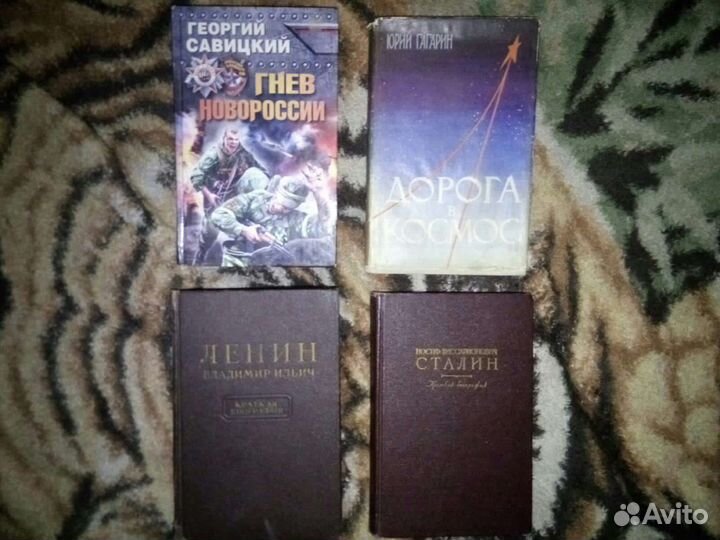 ГЕОРГИЙ
САВИЦКИЙ
ГНЕВ
НОВОРОССИИ
ЮРИЙ ГАГАРИН
ДОРОГА
В
КОСМОС
ЛЕНИН
ВЛАДИМИР ИЛЬИЧ
КРАТКАЯ
БИОГРАФИЯ
ИОСИФ ВИССАРИОНОВИЧ
СТАЛИН
Краткая биография
Avito